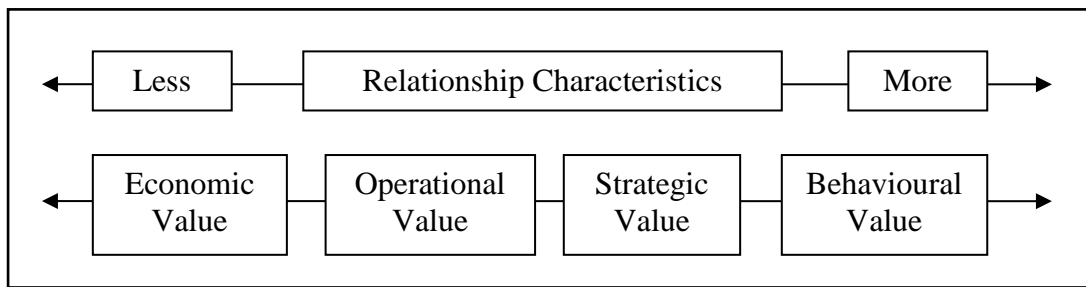 Less Relationship Characteristics More
Economic Operational Strategic Behavioural
Value Value Value Value